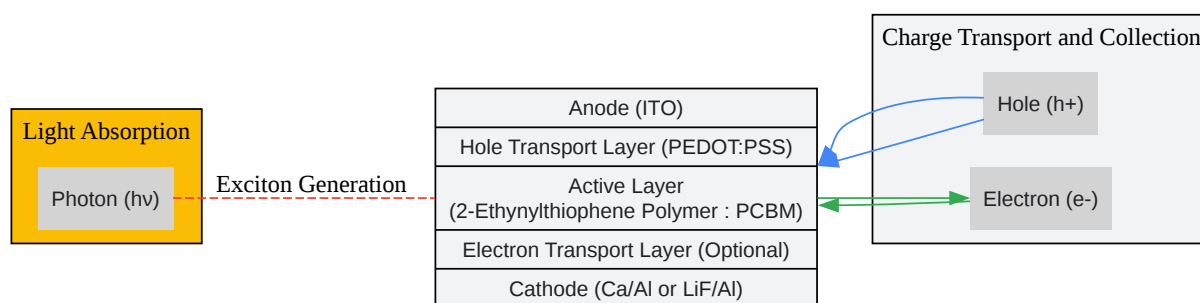 Light Absorption
Photon (hν)
Exciton Generation
Anode (ITO)
Hole Transport Layer (PEDOT:PSS)
Active Layer
(2-Ethynylthiophene Polymer : PCBM)
Electron Transport Layer (Optional)
Cathode (Ca/Al or LiF/Al)
Charge Transport and Collection
Hole (h+)
Electron (e-)